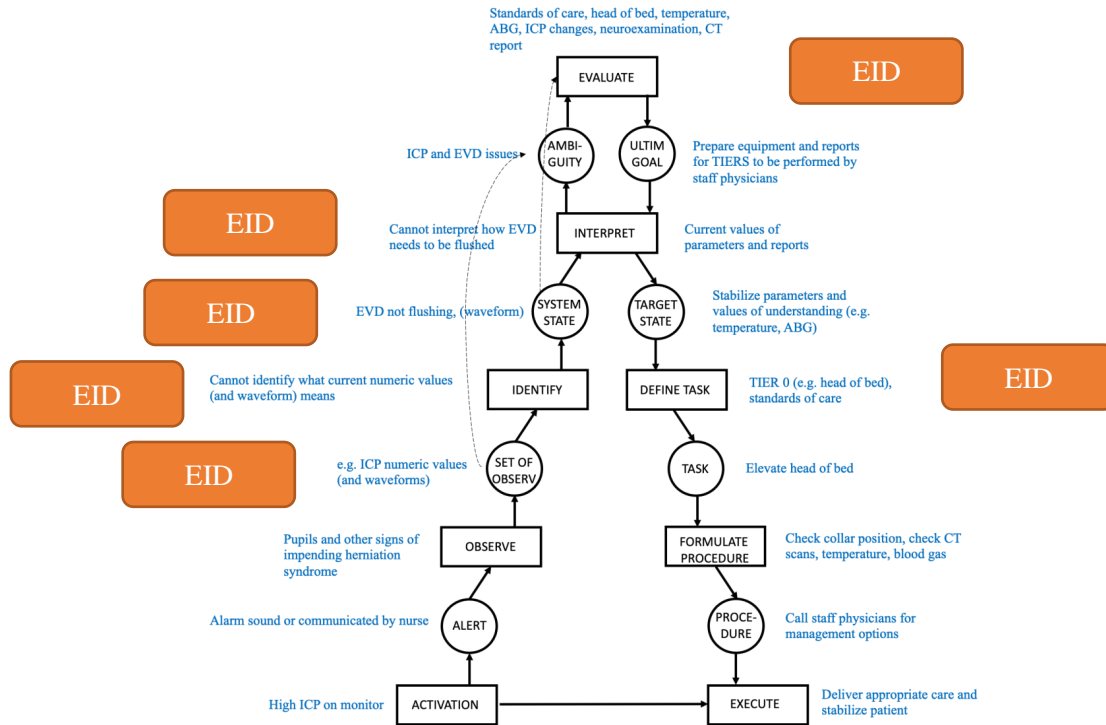 Standards of care, head of bed, temperature,
ABG, ICP changes, neuroexamination, CT
report
EID
EVALUATE
ICP and EVD issues
AMBI-
GUITY
ULTIM
GOAL
Prepare equipment and reports
for TIERS to be performed by
staff physicians
EID
Cannot interpret how EVD
needs to be flushed
INTERPRET
Current values of
parameters and reports
EID
EVD not flushing, (waveform)
SYSTEM
STATE
TARGET
STATE
Stabilize parameters and
values of understanding (e.g.
temperature, ABG)
EID
Cannot identify what current numeric values
(and waveform) means
IDENTIFY
DEFINE TASK
TIER 0 (e.g. head of bed),
standards of care
EID
EID
e.g. ICP numeric values
(and waveforms)
SET OF
OBSERV
TASK
Elevate head of bed
Pupils and other signs of
impending herniation
syndrome
OBSERVE
FORMULATE
PROCEDURE
Check collar position, check CT
scans, temperature, blood gas
Alarm sound or communicated by nurse
ALERT
PROCE-
DURE
Call staff physicians for
management options
High ICP on monitor
ACTIVATION
EXECUTE
Deliver appropriate care and
stabilize patient